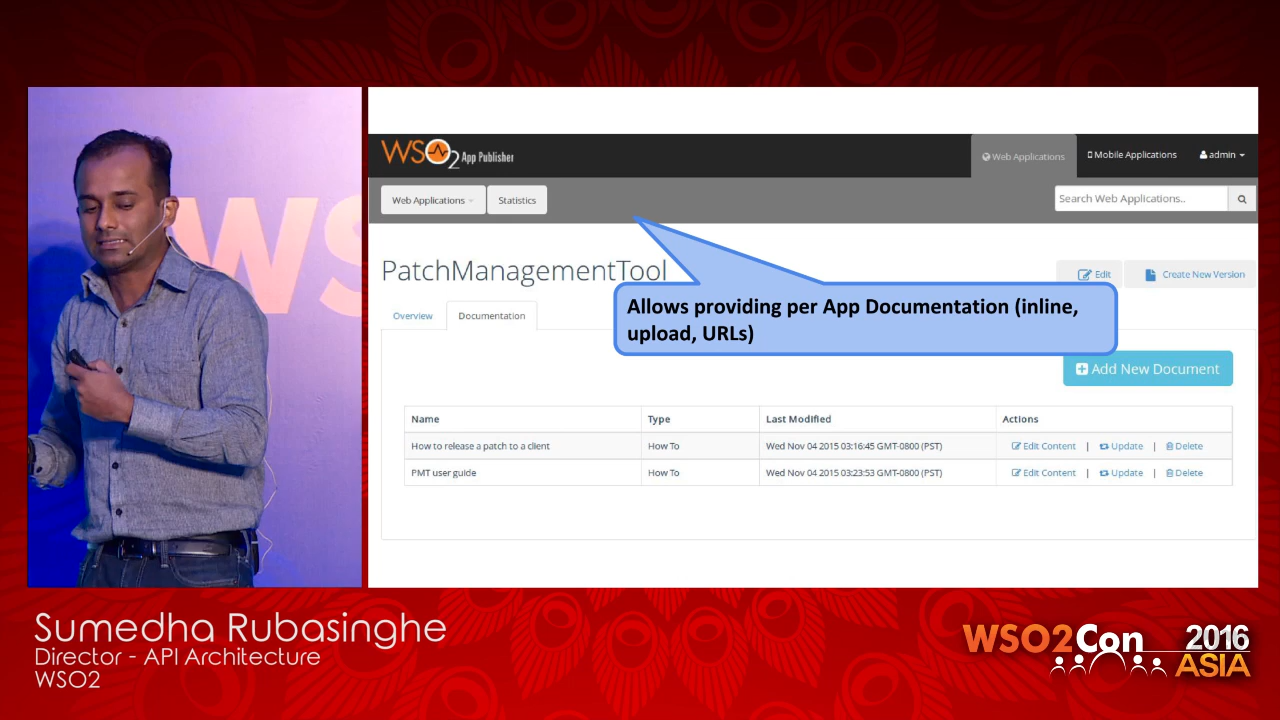 WS
WSO2 App Publisher
Web Applications
Mobile Applications
admin
Web Applications
Statistics
Search Web Applications..
PatchManagementTool
Edit
Create New Version
Allows providing per App Documentation (inline,
upload, URLs)
Overview
Documentation
Add New Document
Name Type Last Modified Actions
How to release a patch to a client How To Wed Nov 04 2015 03:16:45 GMT-0800 (PST) Edit Content | Update | Delete
PMT user guide How To Wed Nov 04 2015 03:23:53 GMT-0800 (PST) Edit Content | Update | Delete
Sumedha Rubasinghe
Director - API Architecture
WSO2
WSO2Con 2016
ASIA